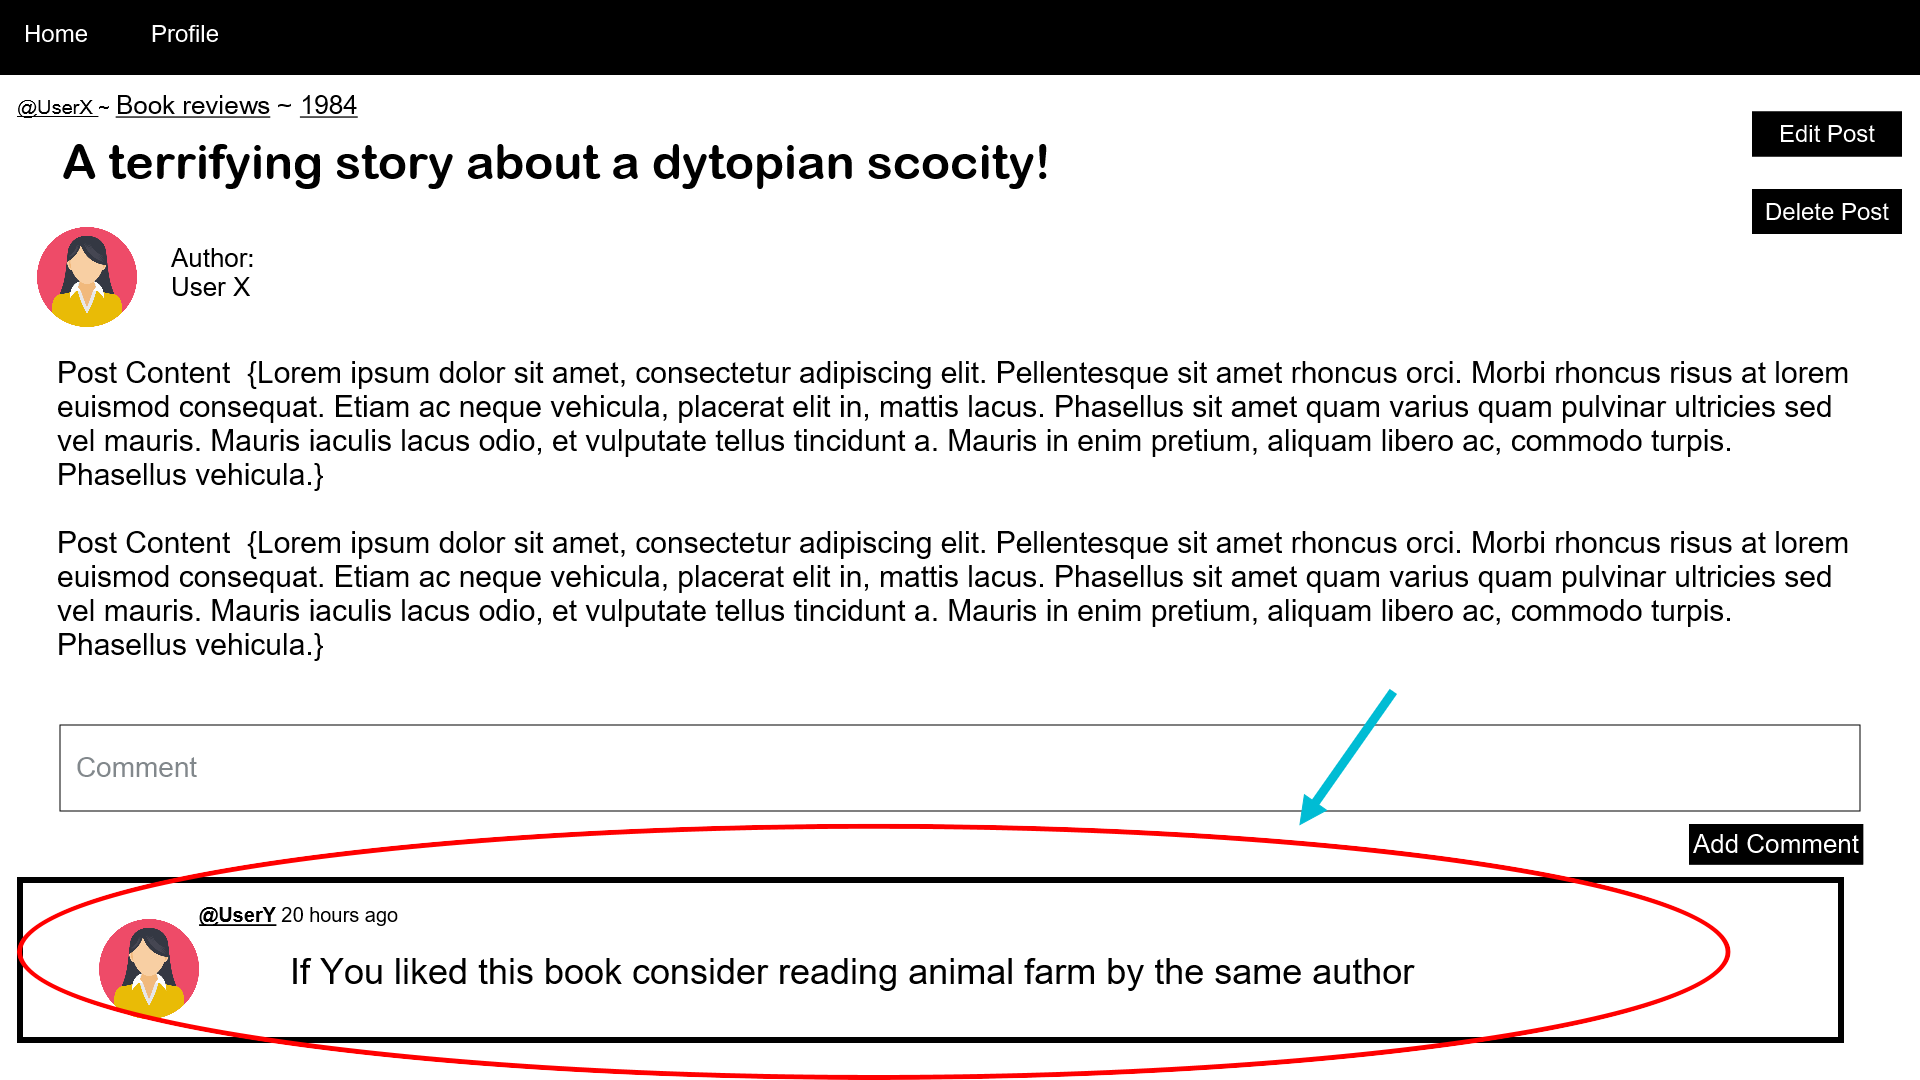 Home Profile
@UserX ~ Book reviews ~ 1984
Edit Post
A terrifying story about a dytopian scocity!
Delete Post
Author:
User X
Post Content  {Lorem ipsum dolor sit amet, consectetur adipiscing elit. Pellentesque sit amet rhoncus orci. Morbi rhoncus risus at lorem
euismod consequat. Etiam ac neque vehicula, placerat elit in, mattis lacus. Phasellus sit amet quam varius quam pulvinar ultricies sed
vel mauris. Mauris iaculis lacus odio, et vulputate tellus tincidunt a. Mauris in enim pretium, aliquam libero ac, commodo turpis.
Phasellus vehicula.}
Post Content  {Lorem ipsum dolor sit amet, consectetur adipiscing elit. Pellentesque sit amet rhoncus orci. Morbi rhoncus risus at lorem
euismod consequat. Etiam ac neque vehicula, placerat elit in, mattis lacus. Phasellus sit amet quam varius quam pulvinar ultricies sed
vel mauris. Mauris iaculis lacus odio, et vulputate tellus tincidunt a. Mauris in enim pretium, aliquam libero ac, commodo turpis.
Phasellus vehicula.}
Comment
Add Comment
@UserY 20 hours ago
If You liked this book consider reading animal farm by the same author